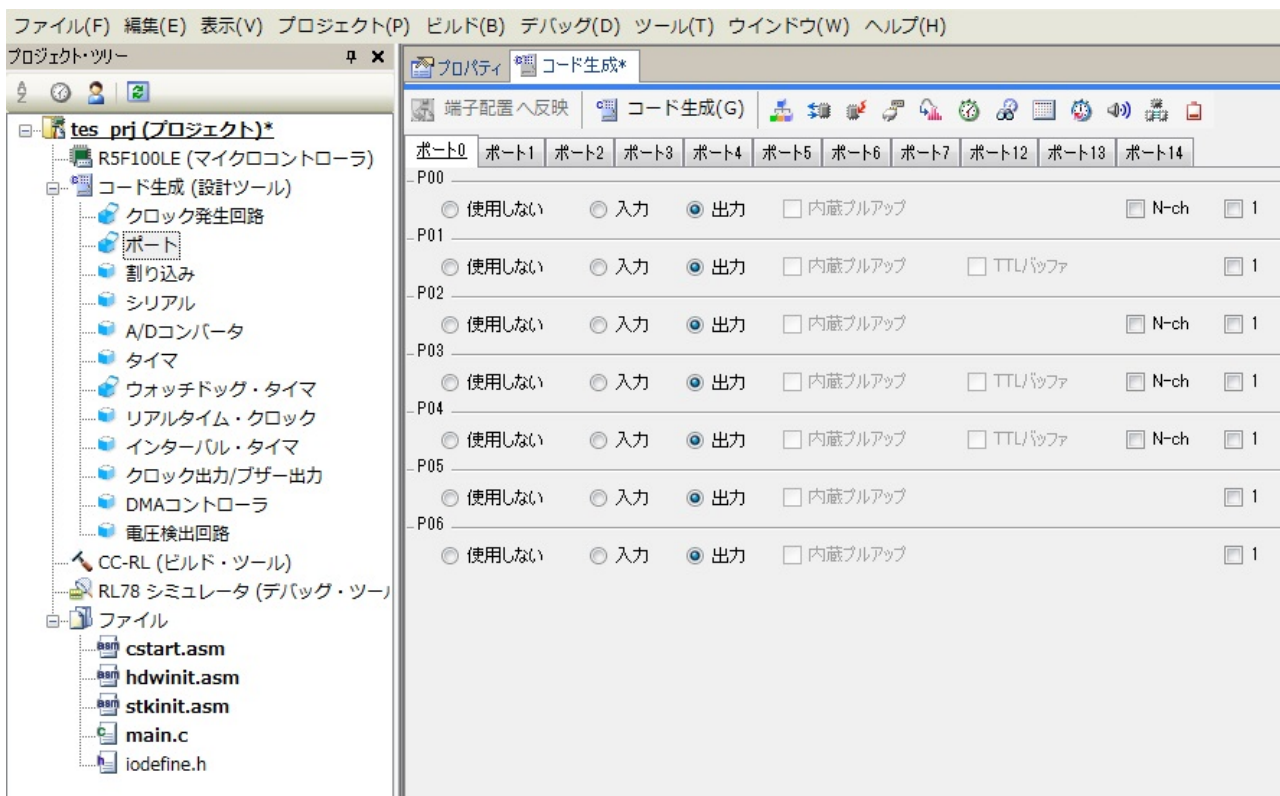 ファイル(F) 編集(E) 表示(V) プロジェクト(P) ビルド(B) デバッグ(D) ツール(T) ウインドウ(W) ヘルプ(H)
プロジェクト・ツリー
tes_prj (プロジェクト)*
R5F100LE (マイクロコントローラ)
コード生成 (設計ツール)
クロック発生回路
ポート
割り込み
シリアル
A/Dコンバータ
タイマ
ウォッチドッグ・タイマ
リアルタイム・クロック
インターバル・タイマ
クロック出力/ブザー出力
DMAコントローラ
電圧検出回路
CC-RL (ビルド・ツール)
RL78 シミュレータ (デバッグ・ツー
ファイル
cstart.asm
hdwinit.asm
stkinit.asm
main.c
iodefine.h
プロパティ コード生成*
端子配置へ反映 コード生成(G)
ポート0 ポート1 ポート2 ポート3 ポート4 ポート5 ポート6 ポート7 ポート12 ポート13 ポート14
P00
使用しない 入力 出力 内蔵プルアップ N-ch 1
P01
使用しない 入力 出力 内蔵プルアップ TTLバッファ 1
P02
使用しない 入力 出力 内蔵プルアップ N-ch 1
P03
使用しない 入力 出力 内蔵プルアップ TTLバッファ N-ch 1
P04
使用しない 入力 出力 内蔵プルアップ TTLバッファ N-ch 1
P05
使用しない 入力 出力 内蔵プルアップ 1
P06
使用しない 入力 出力 内蔵プルアップ 1